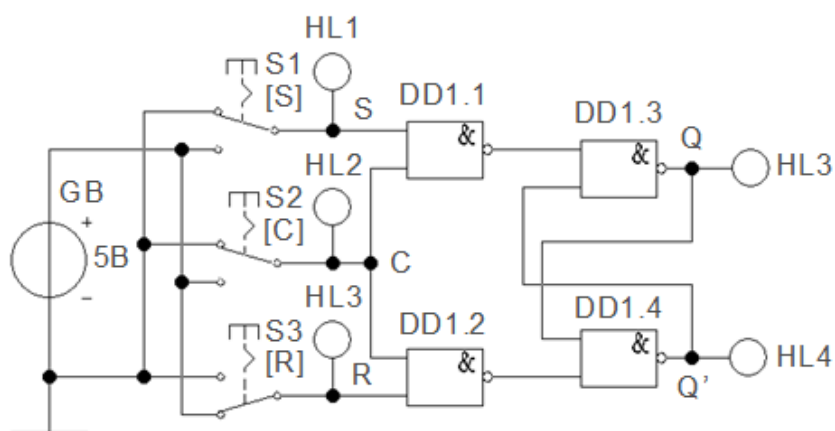 HL1
S1
[S]
S
DD1.1
&
DD1.3
&
Q
HL3
HL2
GB
+
5В
−
S2
[C]
C
HL3
S3
[R]
R
DD1.2
&
DD1.4
&
Q’
HL4